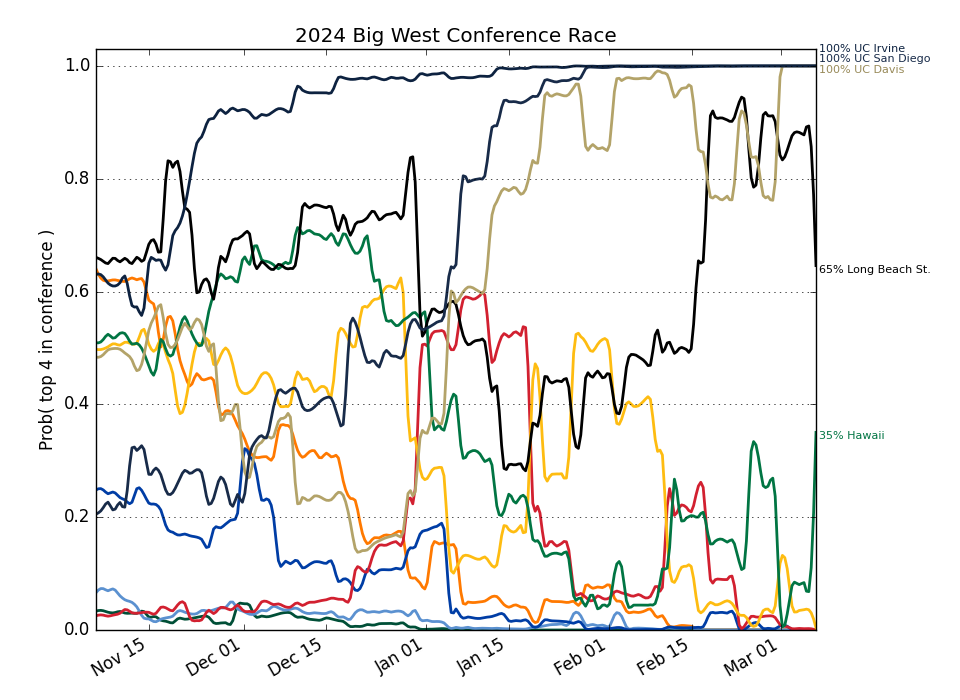 2024 Big West Conference Race
100% UC Irvine
100% UC San Diego
100% UC Davis
65% Long Beach St.
35% Hawaii
Prob( top 4 in conference )
1.0
0.8
0.6
0.4
0.2
0.0
Nov 15
Dec 01
Dec 15
Jan 01
Jan 15
Feb 01
Feb 15
Mar 01